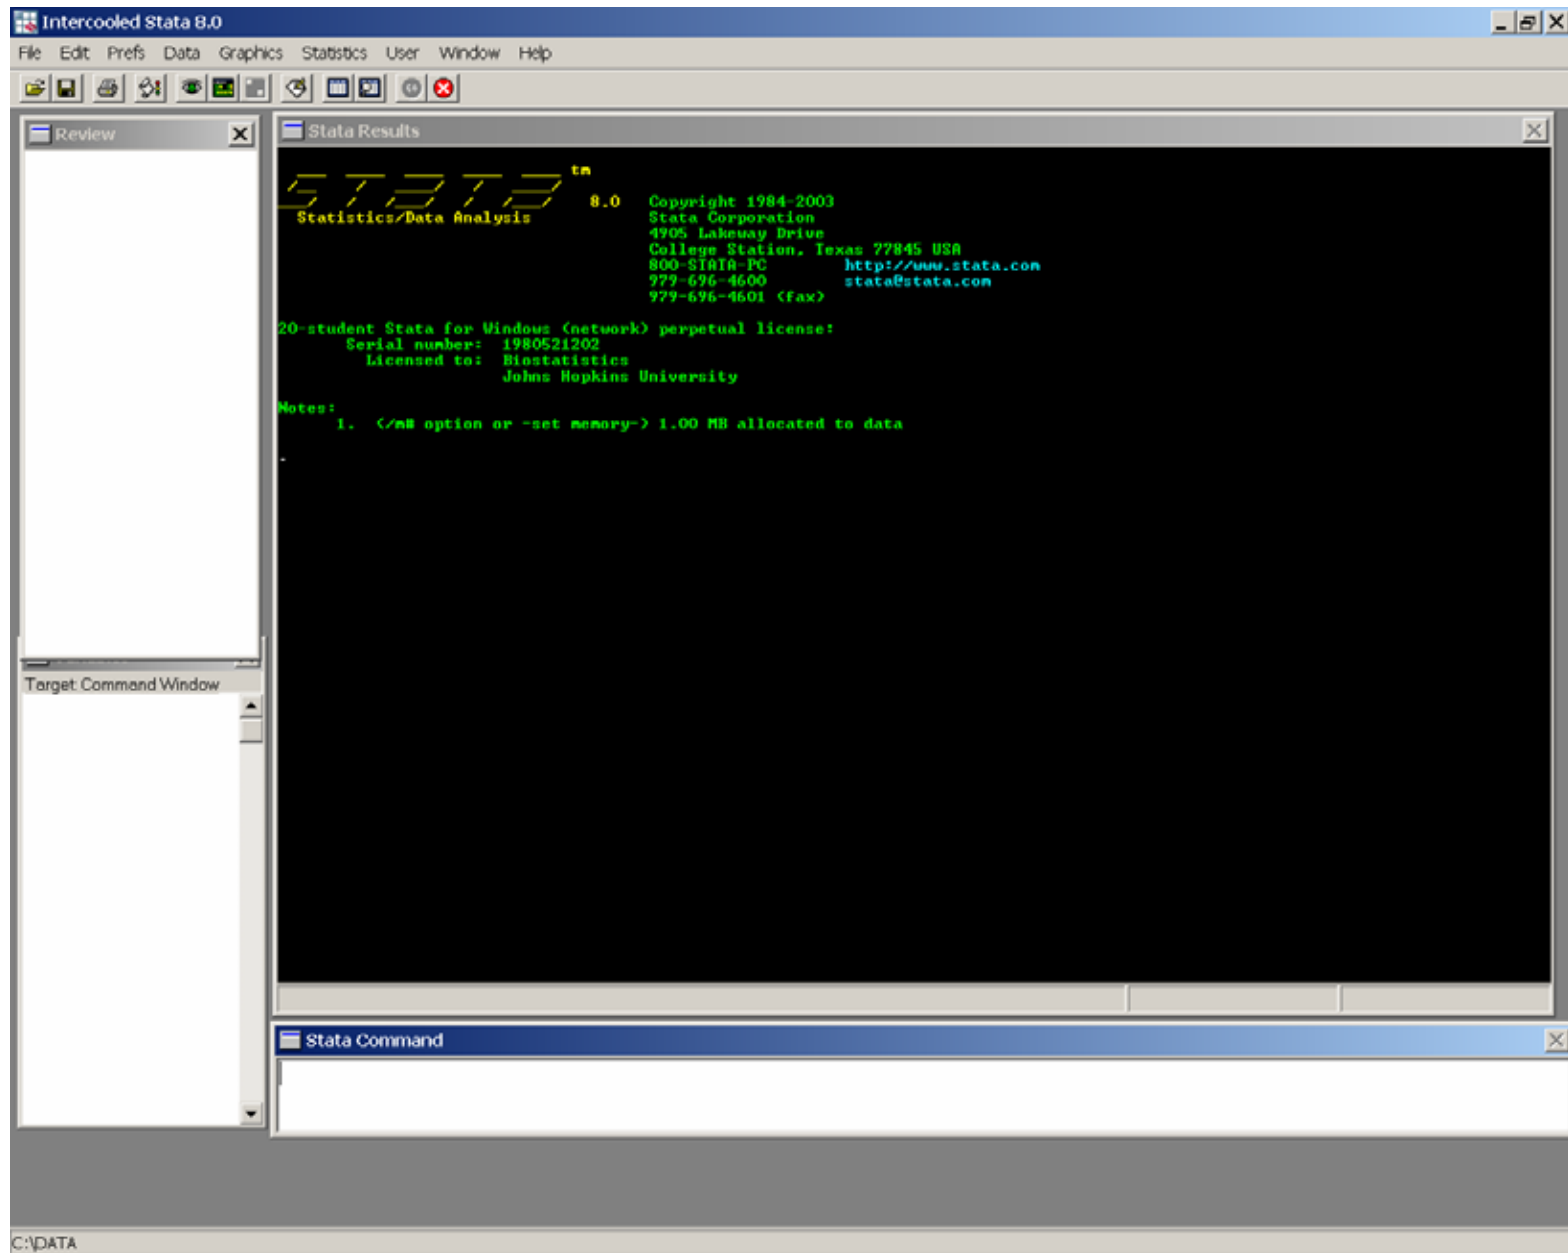 Intercooled Stata 8.0
File Edit Prefs Data Graphics Statistics User Window Help
Review
Stata Results
STATA tm
8.0 Copyright 1984-2003
Statistics/Data Analysis Stata Corporation
4905 Lakeway Drive
College Station, Texas 77845 USA
800-STATA-PC http://www.stata.com
979-696-4600 stata@stata.com
979-696-4601 (fax)
20-student Stata for Windows (network) perpetual license:
Serial number: 1980521202
Licensed to: Biostatistics
Johns Hopkins University
Notes:
1. (/m# option or -set memory-) 1.00 MB allocated to data
.
Target: Command Window
Stata Command
C:\DATA